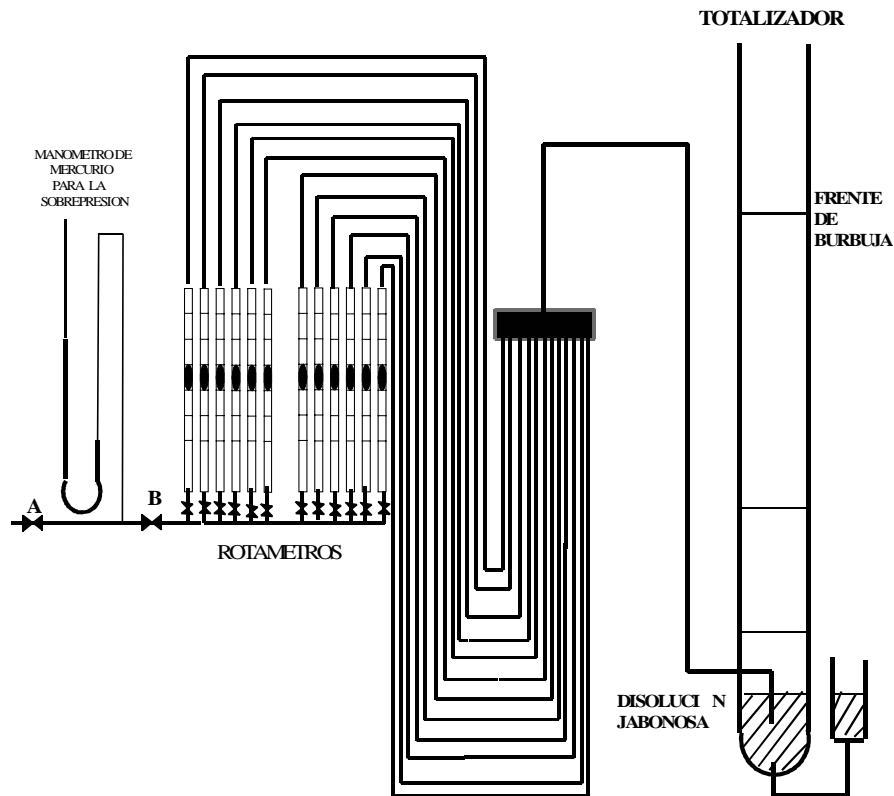 TOTALIZADOR
MANOMETRO DE
MERCURIO
PARA LA
SOBREPRESION
FRENTE
DE
BURBUJA
A
B
ROTAMETROS
DISOLUCI N
JABONOSA